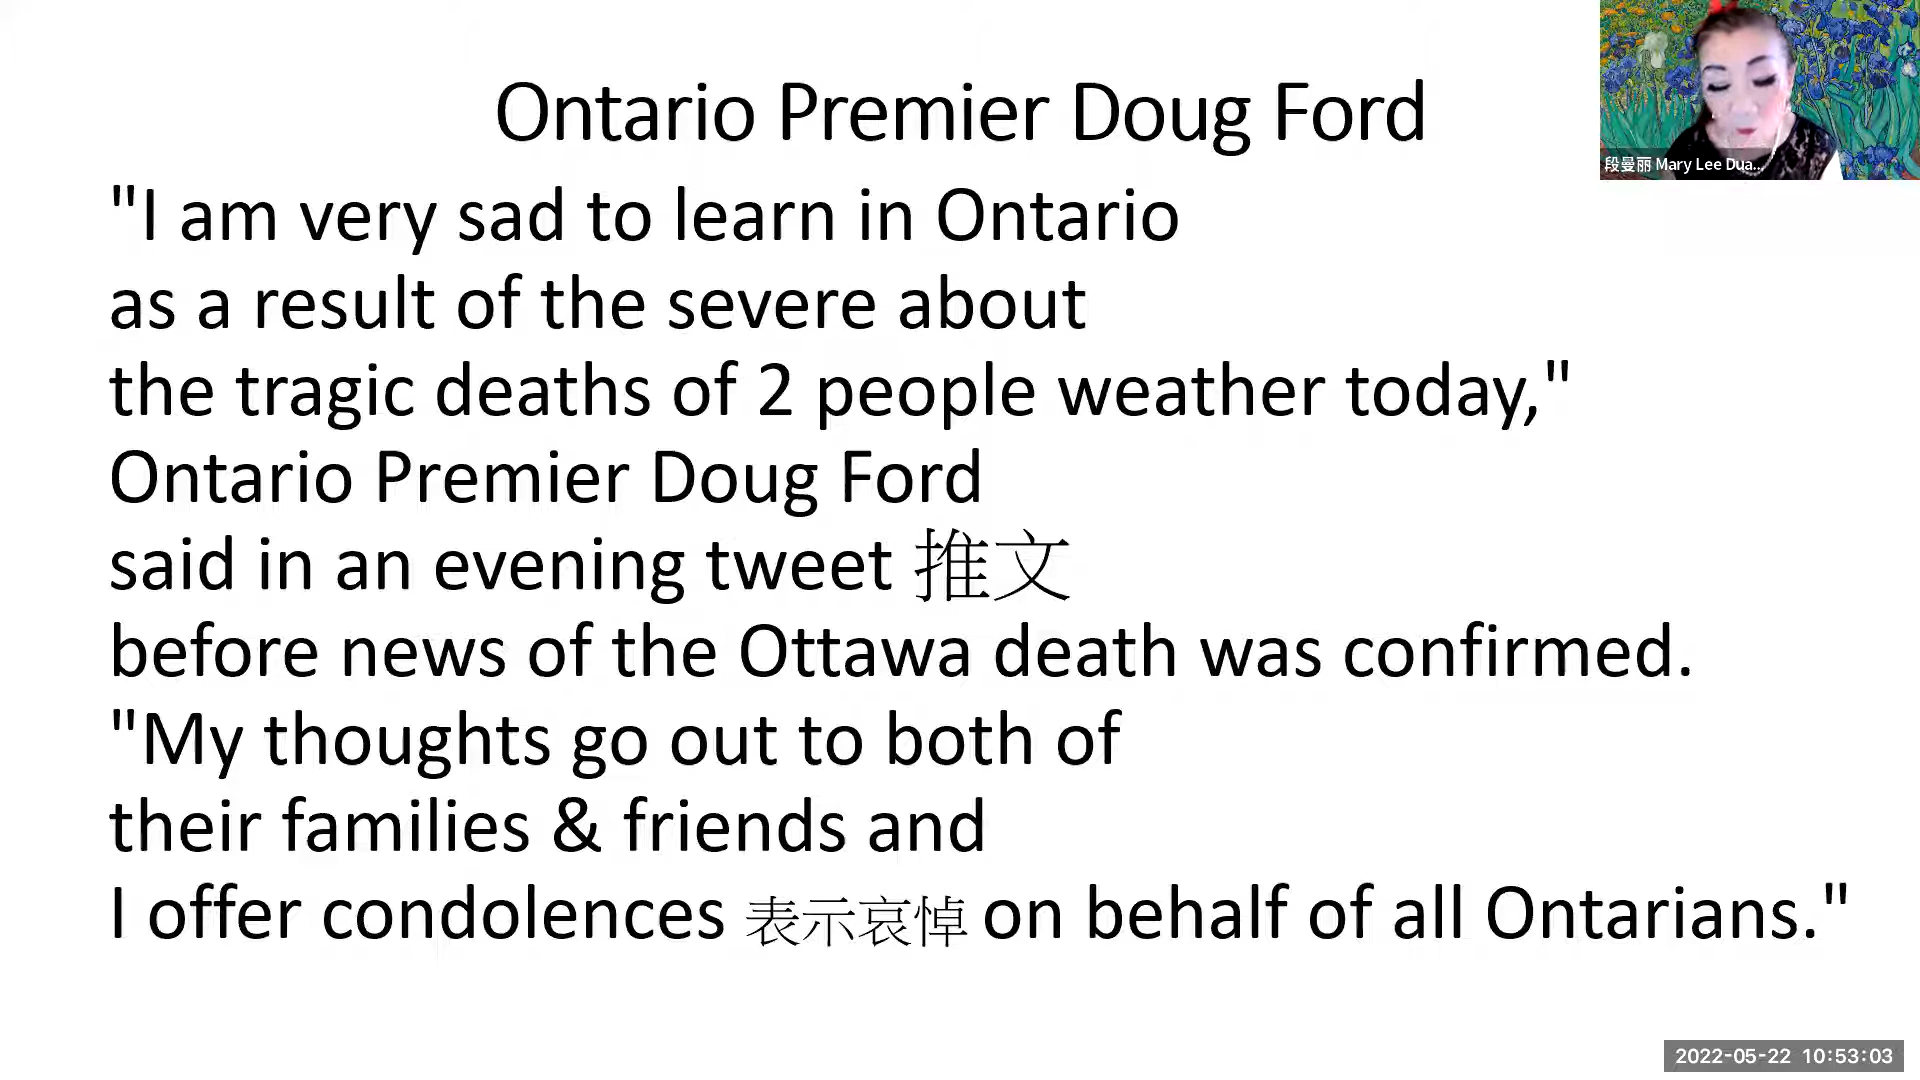 Ontario Premier Doug Ford
段曼丽 Mary Lee Dua...
"I am very sad to learn in Ontario
as a result of the severe about
the tragic deaths of 2 people weather today,"
Ontario Premier Doug Ford
said in an evening tweet 推文
before news of the Ottawa death was confirmed.
"My thoughts go out to both of
their families & friends and
I offer condolences 表示哀悼 on behalf of all Ontarians."
2022-05-22 10:53:03